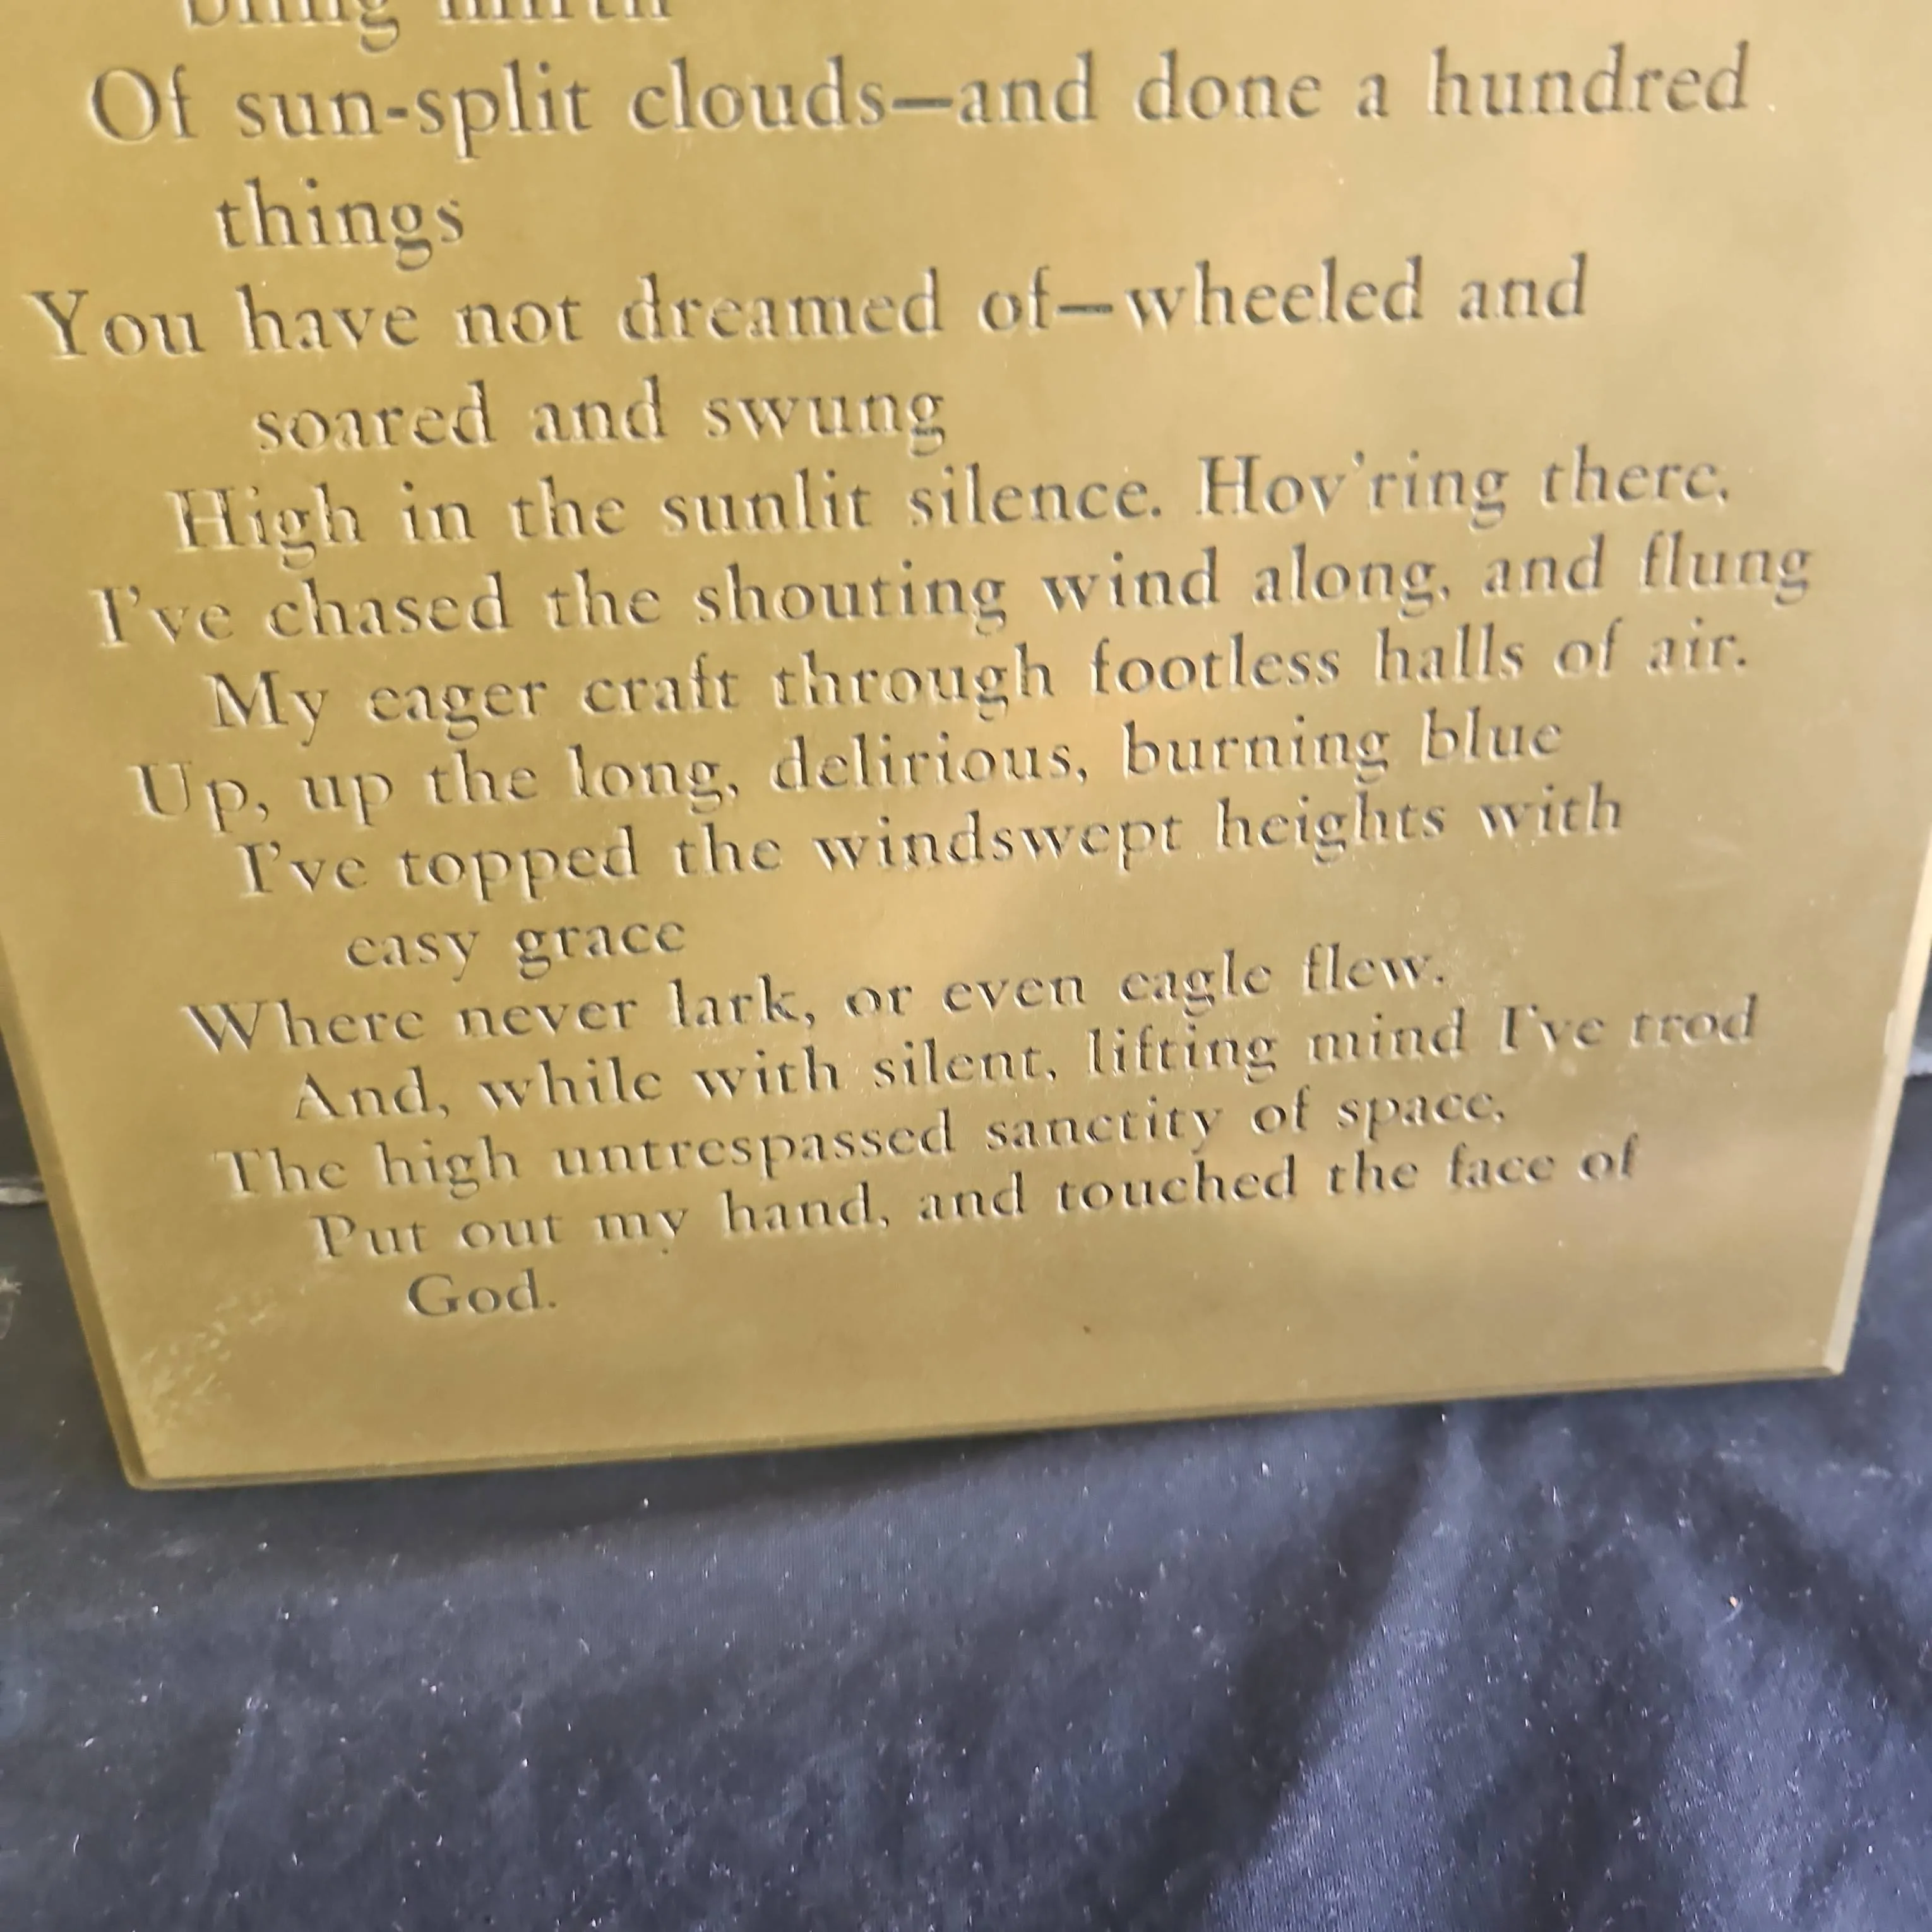 bling mirth
Of sun-split clouds—and done a hundred
things
You have not dreamed of—wheeled and
soared and swung
High in the sunlit silence. Hov'ring there,
I've chased the shouting wind along, and flung
My eager craft through footless halls of air.
Up, up the long, delirious, burning blue
I've topped the windswept heights with
easy grace
Where never lark, or even eagle flew.
And, while with silent, lifting mind I've trod
The high untrespassed sanctity of space,
Put out my hand, and touched the face of
God.